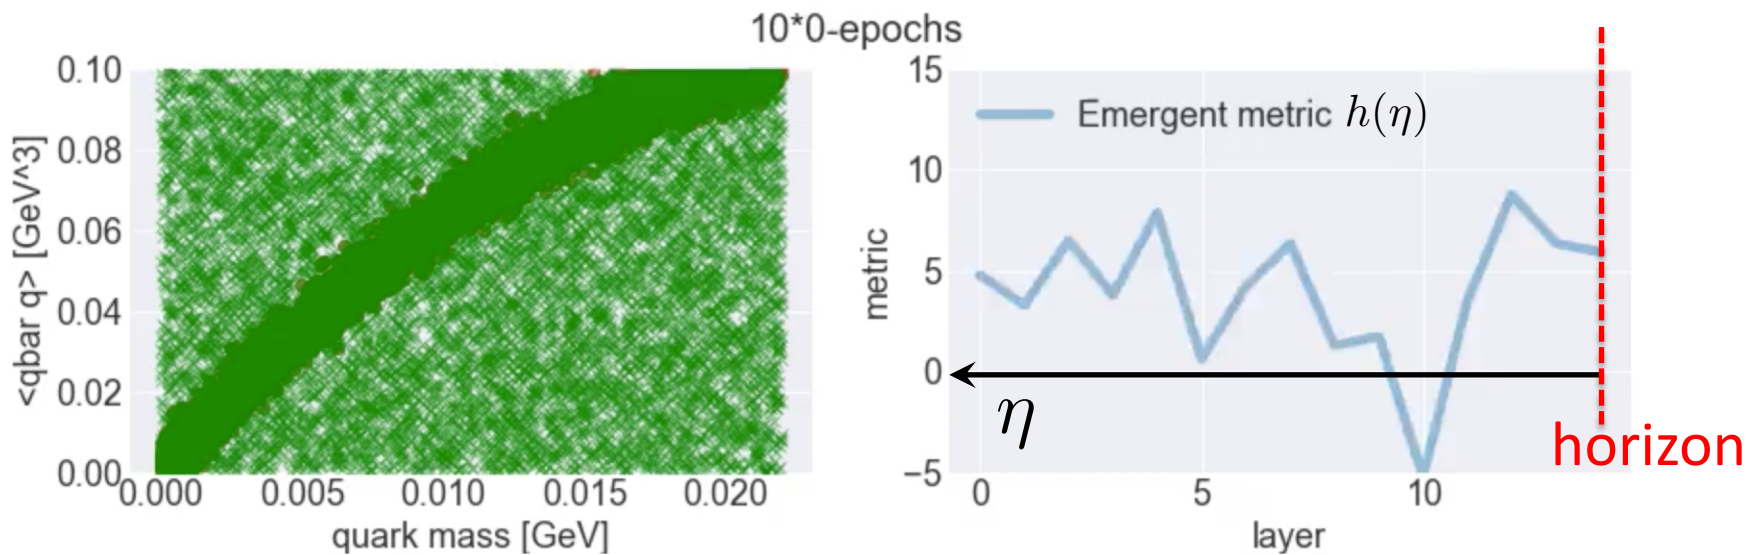 10*0-epochs
0.10
0.08
0.06
0.04
0.02
0.00
<qbar q> [GeV^3]
0.000 0.005 0.010 0.015 0.020
quark mass [GeV]
15
10
5
0
−5
metric
Emergent metric h(η)
η
horizon
0 5 10
layer